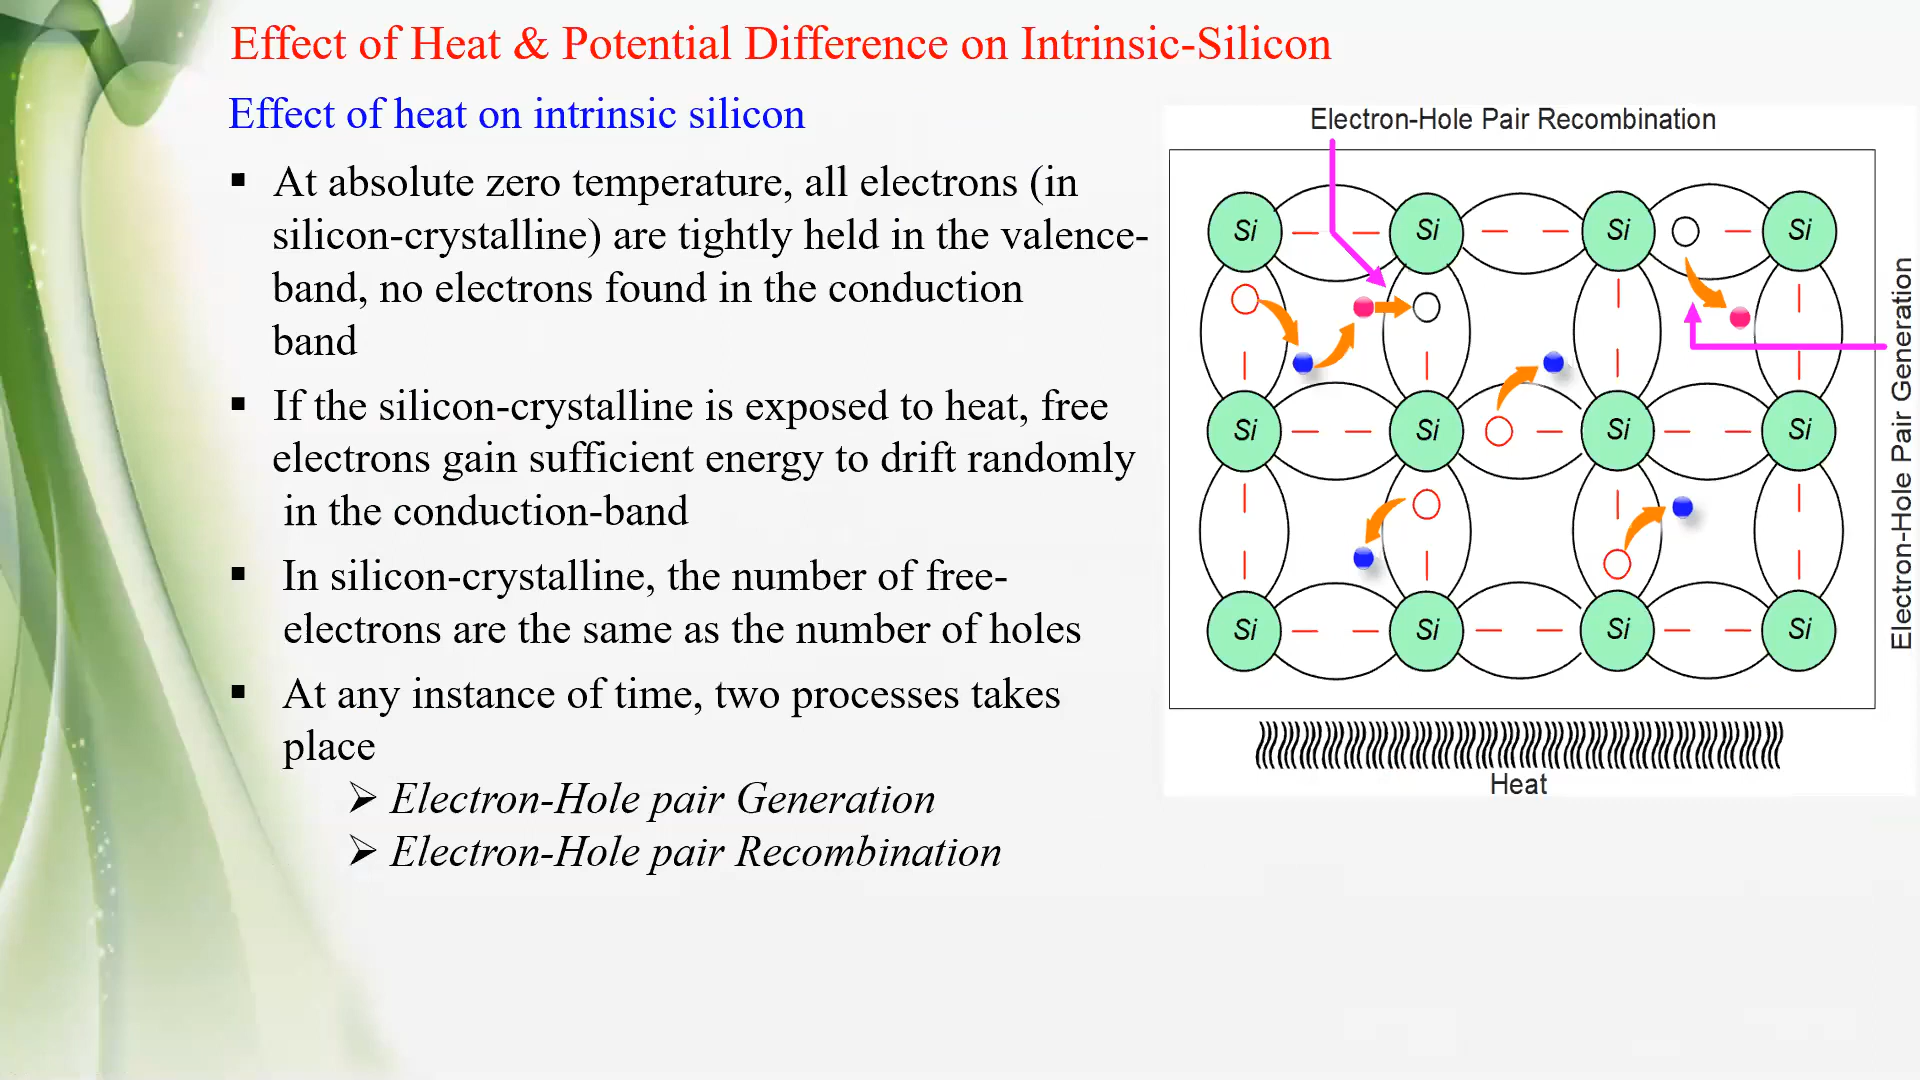 Effect of Heat & Potential Difference on Intrinsic-Silicon
Effect of heat on intrinsic silicon
▪ At absolute zero temperature, all electrons (in
silicon-crystalline) are tightly held in the valence-
band, no electrons found in the conduction
band
▪ If the silicon-crystalline is exposed to heat, free
electrons gain sufficient energy to drift randomly
in the conduction-band
▪ In silicon-crystalline, the number of free-
electrons are the same as the number of holes
▪ At any instance of time, two processes takes
place
➢ Electron-Hole pair Generation
➢ Electron-Hole pair Recombination
Electron-Hole Pair Recombination
Si Si Si Si
Si Si Si Si
Si Si Si Si
Electron-Hole Pair Generation
Heat